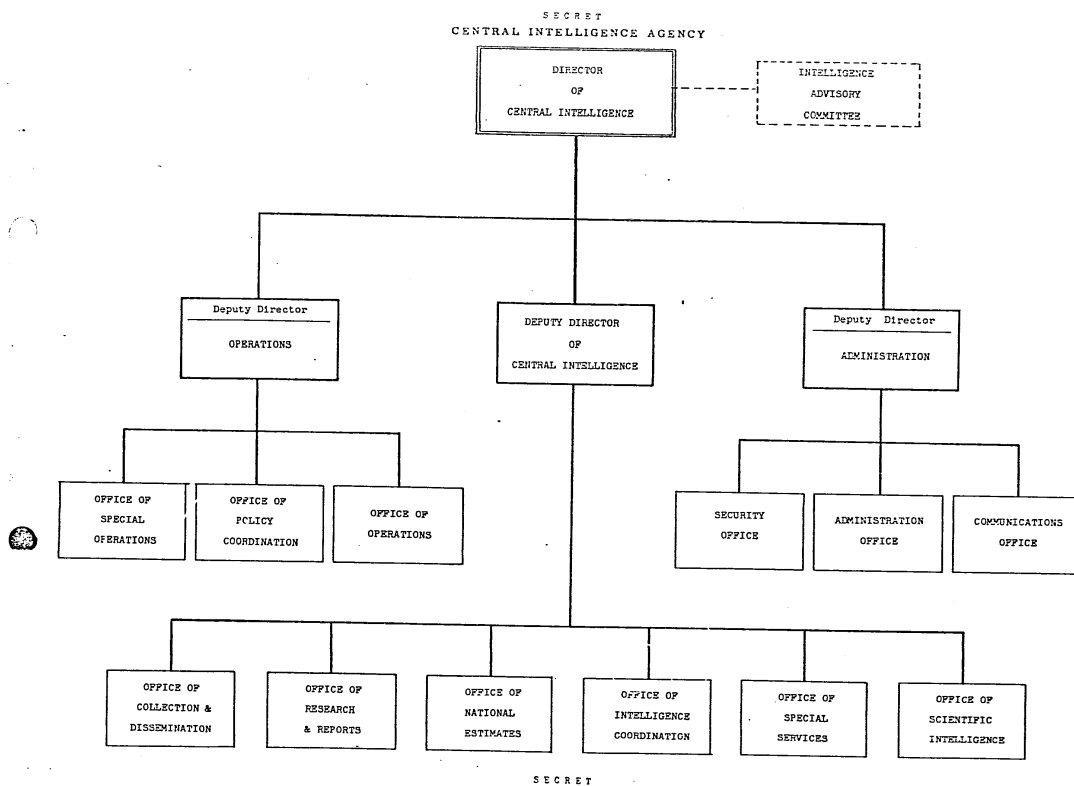 SECRET
CENTRAL INTELLIGENCE AGENCY
DIRECTOR
OF
CENTRAL INTELLIGENCE
INTELLIGENCE
ADVISORY
COMMITTEE
Deputy Director
OPERATIONS
DEPUTY DIRECTOR
OF
CENTRAL INTELLIGENCE
Deputy Director
ADMINISTRATION
OFFICE OF
SPECIAL
OPERATIONS
OFFICE OF
POLICY
COORDINATION
OFFICE OF
OPERATIONS
SECURITY
OFFICE
ADMINISTRATION
OFFICE
COMMUNICATIONS
OFFICE
OFFICE OF
COLLECTION &
DISSEMINATION
OFFICE OF
RESEARCH
& REPORTS
OFFICE OF
NATIONAL
ESTIMATES
OFFICE OF
INTELLIGENCE
COORDINATION
OFFICE OF
SPECIAL
SERVICES
OFFICE OF
SCIENTIFIC
INTELLIGENCE
SECRET